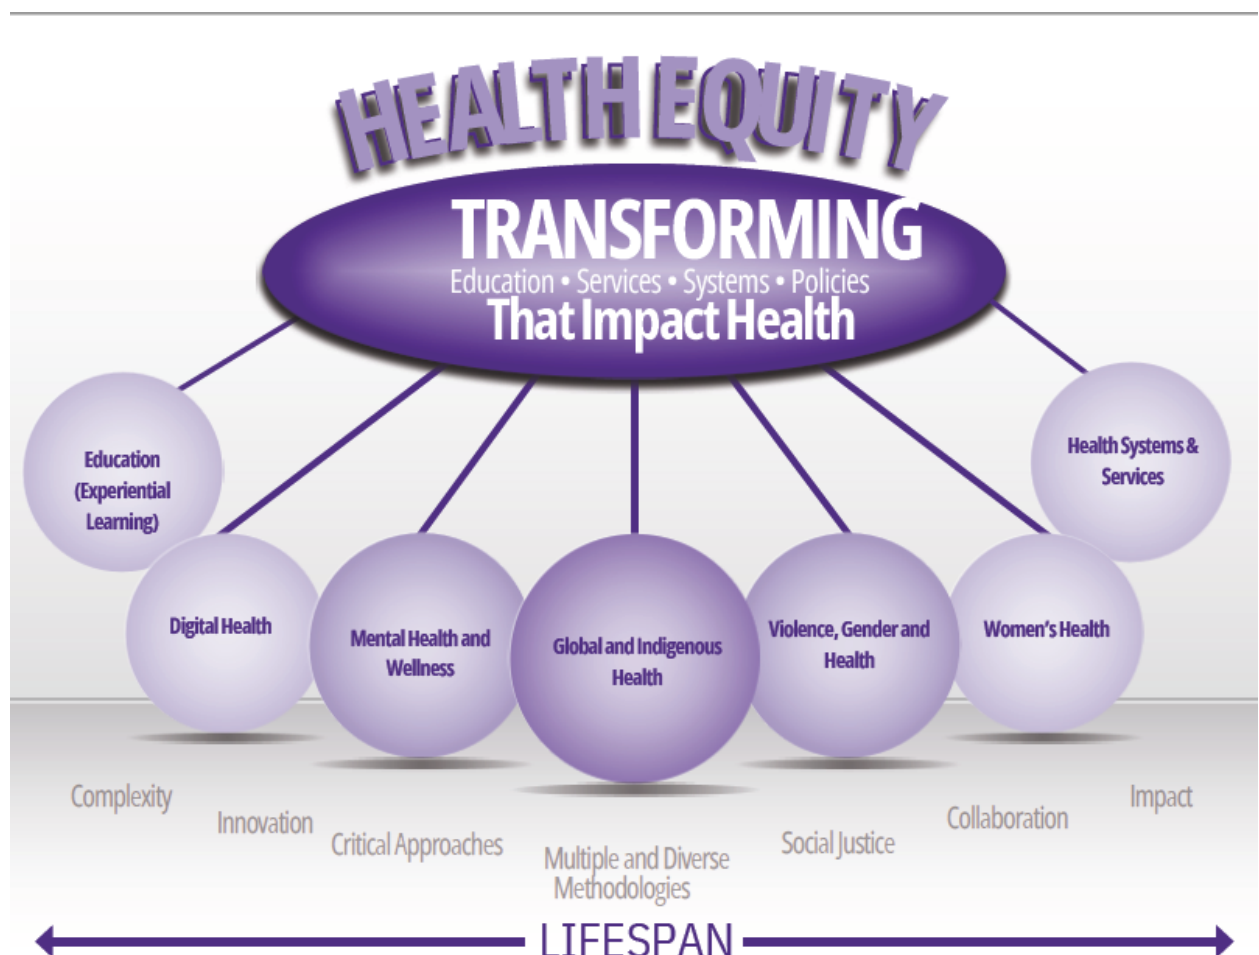 HEALTH EQUITY
TRANSFORMING
Education • Services • Systems • Policies
That Impact Health
Education
(Experiential
Learning)
Health Systems &
Services
Digital Health
Mental Health and
Wellness
Global and Indigenous
Health
Violence, Gender and
Health
Women's Health
Complexity
Innovation
Critical Approaches
Multiple and Diverse
Methodologies
Social Justice
Collaboration
Impact
LIFESPAN